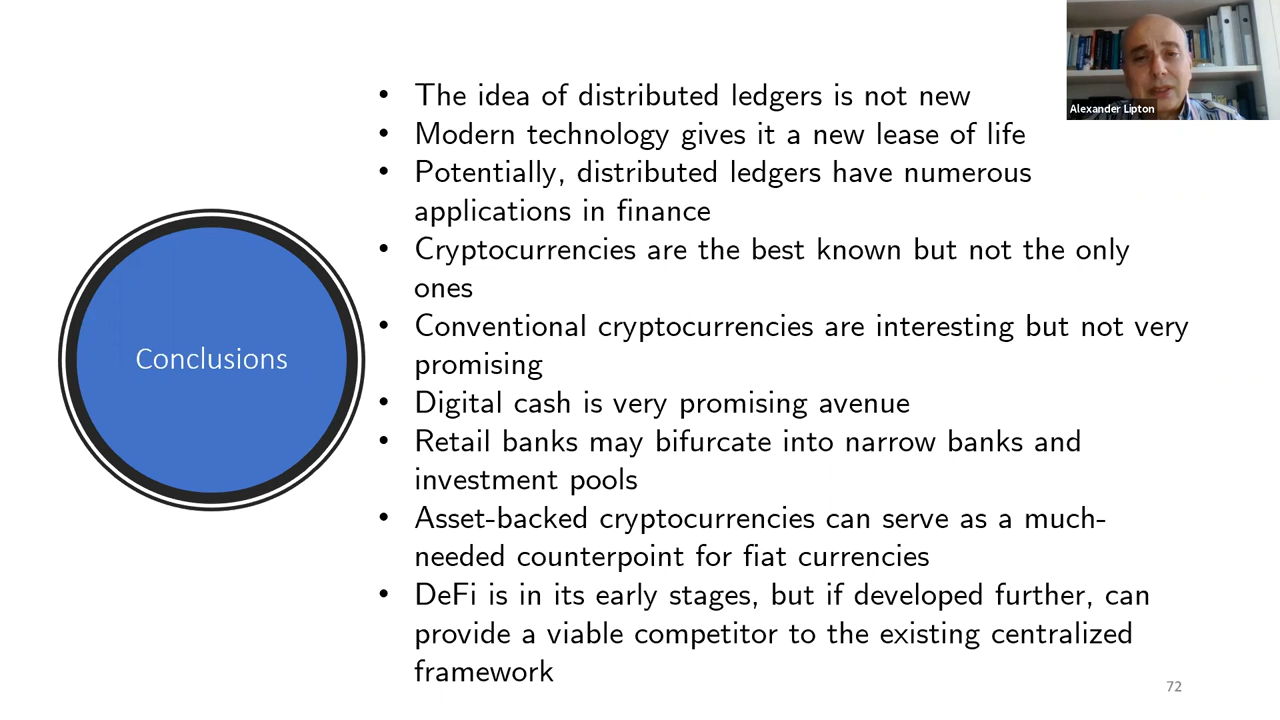 Alexander Lipton
Conclusions
• The idea of distributed ledgers is not new
• Modern technology gives it a new lease of life
• Potentially, distributed ledgers have numerous
applications in finance
• Cryptocurrencies are the best known but not the only
ones
• Conventional cryptocurrencies are interesting but not very
promising
• Digital cash is very promising avenue
• Retail banks may bifurcate into narrow banks and
investment pools
• Asset-backed cryptocurrencies can serve as a much-
needed counterpoint for fiat currencies
• DeFi is in its early stages, but if developed further, can
provide a viable competitor to the existing centralized
framework
72